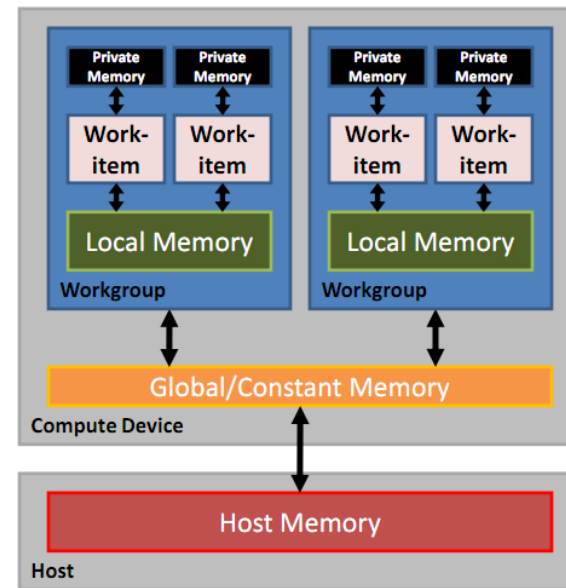 Private
Memory
Private
Memory
Private
Memory
Private
Memory
Work-
item
Work-
item
Work-
item
Work-
item
Local Memory
Local Memory
Workgroup
Workgroup
Global/Constant Memory
Compute Device
Host Memory
Host